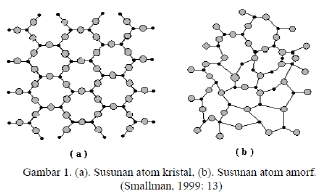 ( a )
( b )
Gambar 1. (a). Susunan atom kristal, (b). Susunan atom amorf.
(Smallman, 1999: 13)